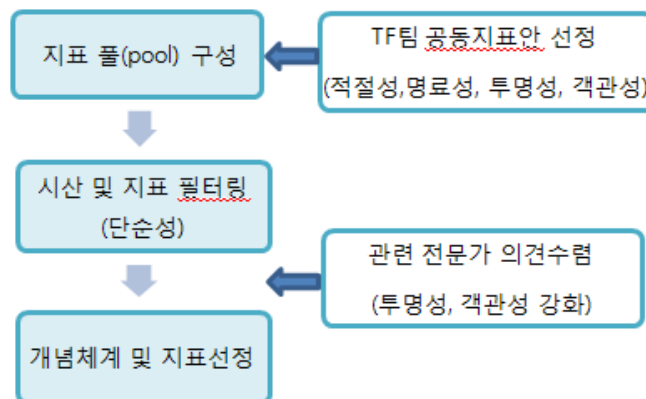 지표 풀(pool) 구성
TF팀 공동지표안 선정
(적절성,명료성, 투명성, 객관성)
시산 및 지표 필터링
(단순성)
관련 전문가 의견수렴
(투명성, 객관성 강화)
개념체계 및 지표선정